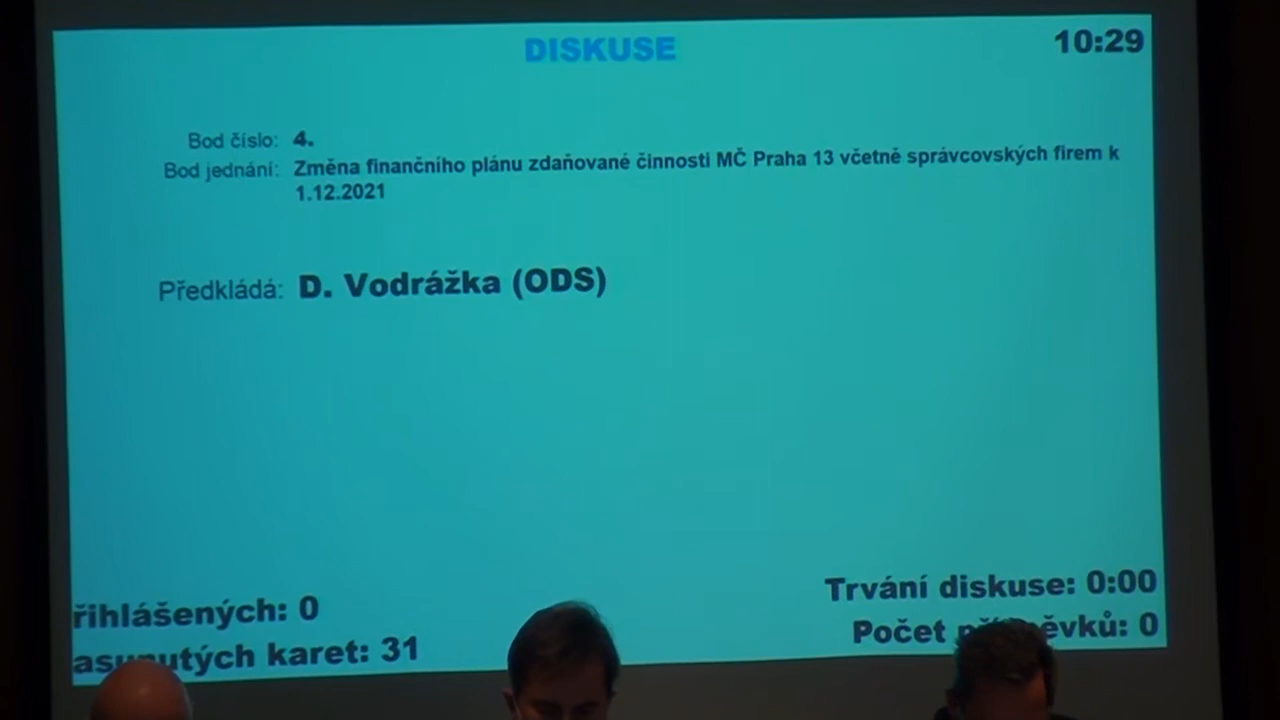 DISKUSE
10:29
Bod číslo: 4.
Bod jednání: Změna finančního plánu zdaňované činnosti MČ Praha 13 včetně správcovských firem k
1.12.2021
Předkládá: D. Vodrážka (ODS)
řihlášených: 0
Trvání diskuse: 0:00
karet: 31
Počet příspěvků: 0